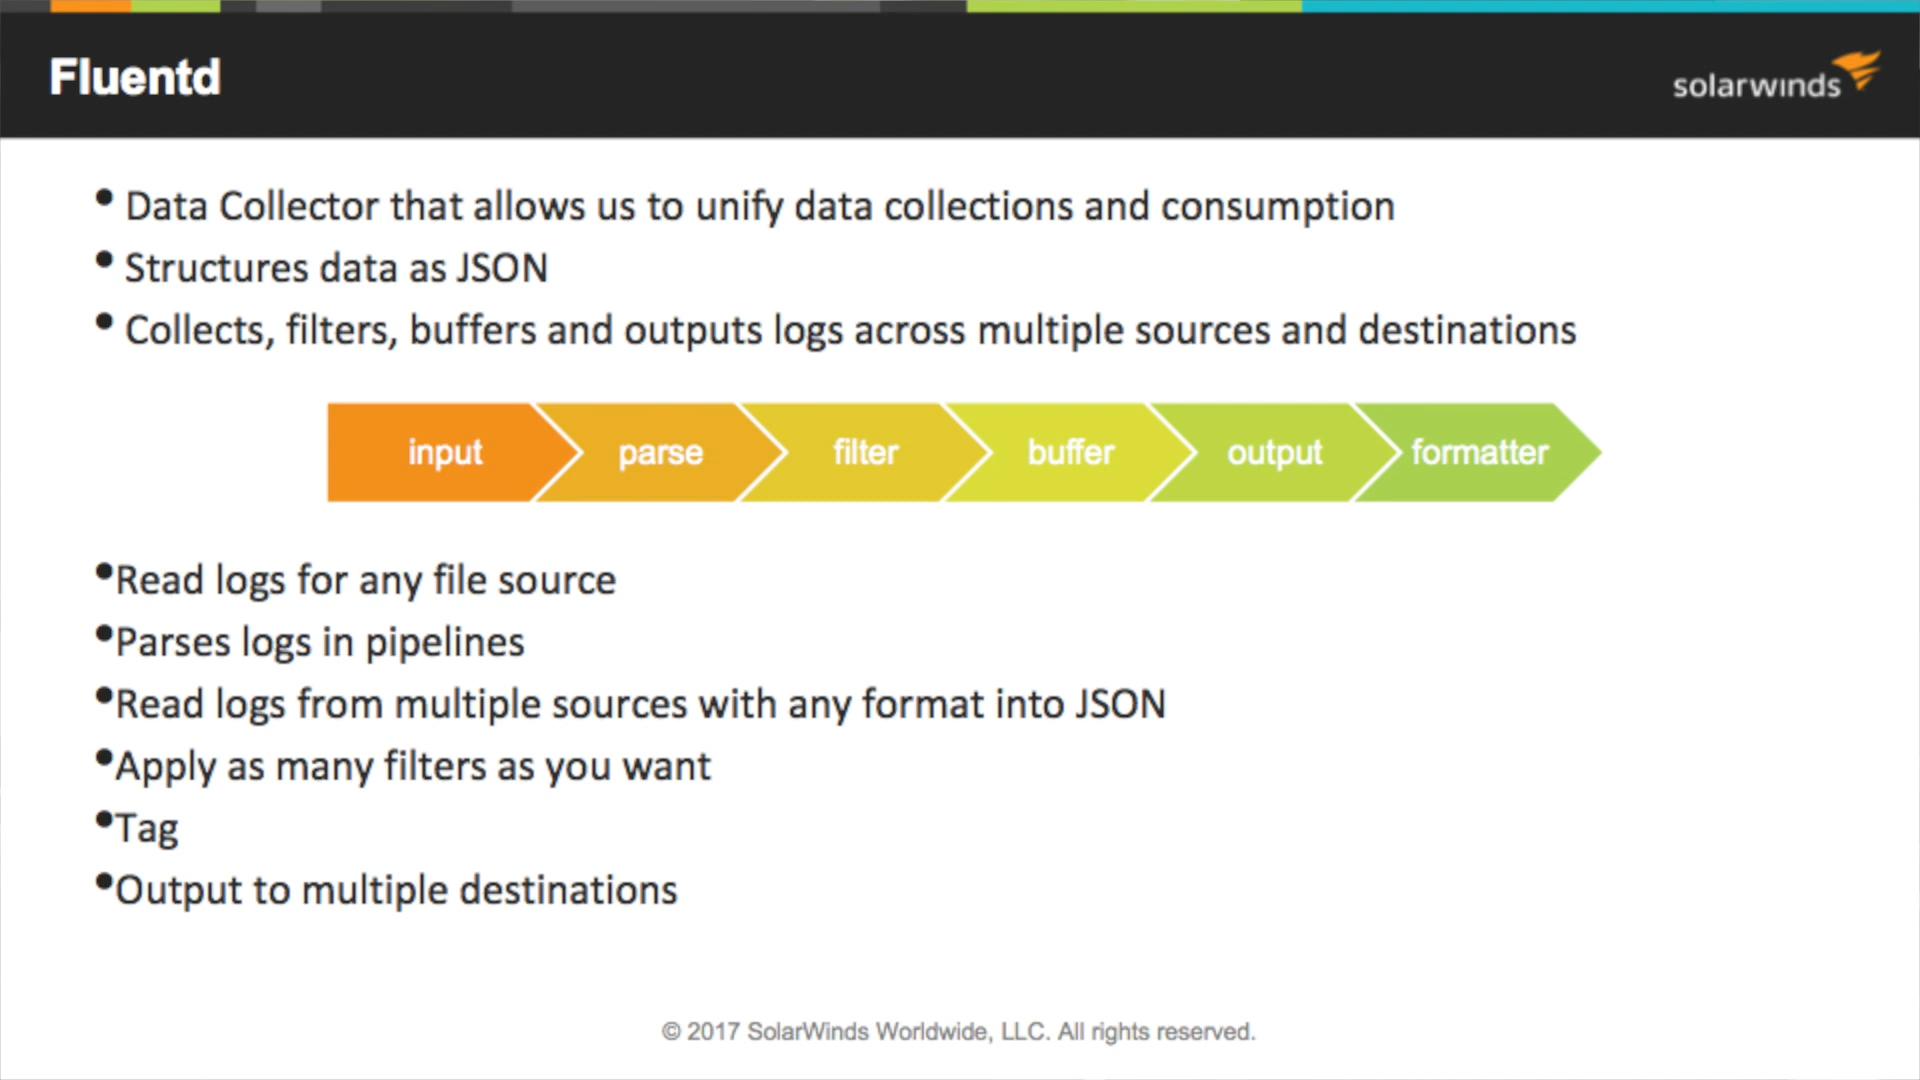 Fluentd
solarwinds
• Data Collector that allows us to unify data collections and consumption
• Structures data as JSON
• Collects, filters, buffers and outputs logs across multiple sources and destinations
input parse filter buffer output formatter
•Read logs for any file source
•Parses logs in pipelines
•Read logs from multiple sources with any format into JSON
•Apply as many filters as you want
•Tag
•Output to multiple destinations
© 2017 SolarWinds Worldwide, LLC. All rights reserved.